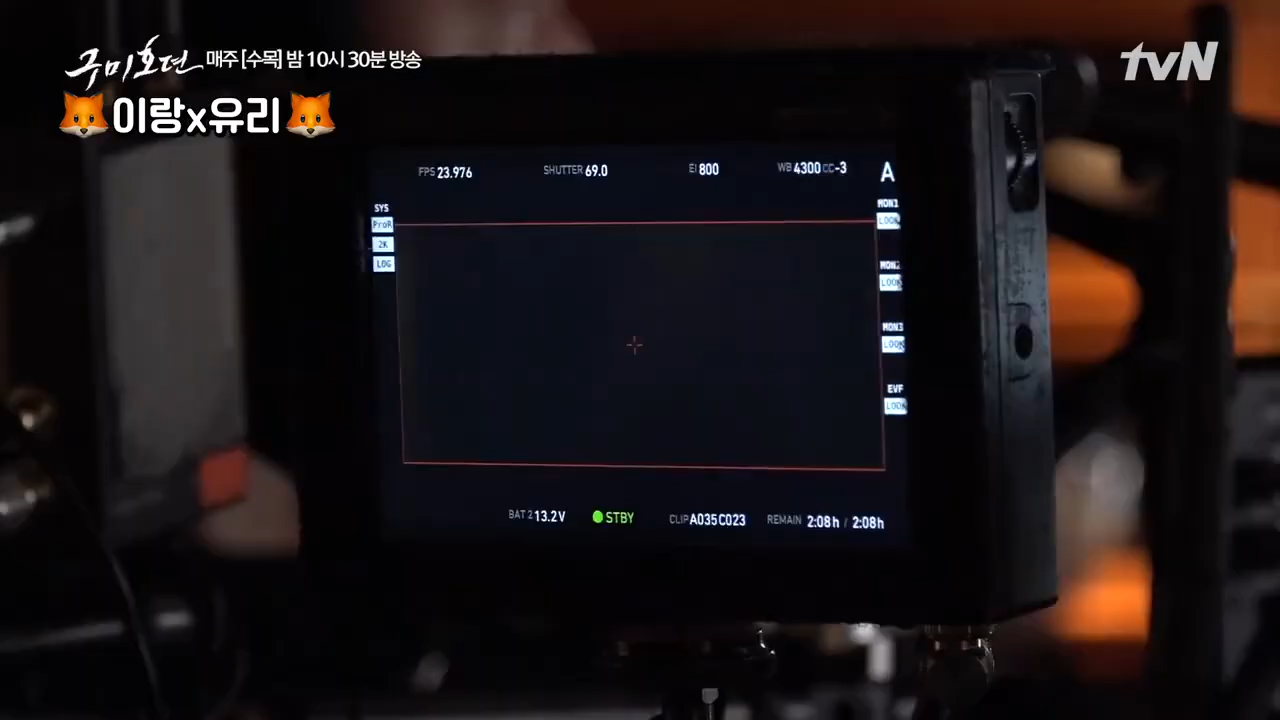 구미호뎐 매주 [수목] 밤 10시 30분 방송
tvN
🦊이랑x유리🦊
FPS 23.976 SHUTTER 69.0 EI 800 WB 4300 CC-3 A
SYS
ProR
2K
LOG
MON1
LOOK
MON2
LOOK
MON3
LOOK
EVF
LOOK
BAT 2 13.2V STBY CLIP A035C023 REMAIN 2:08h / 2:08h